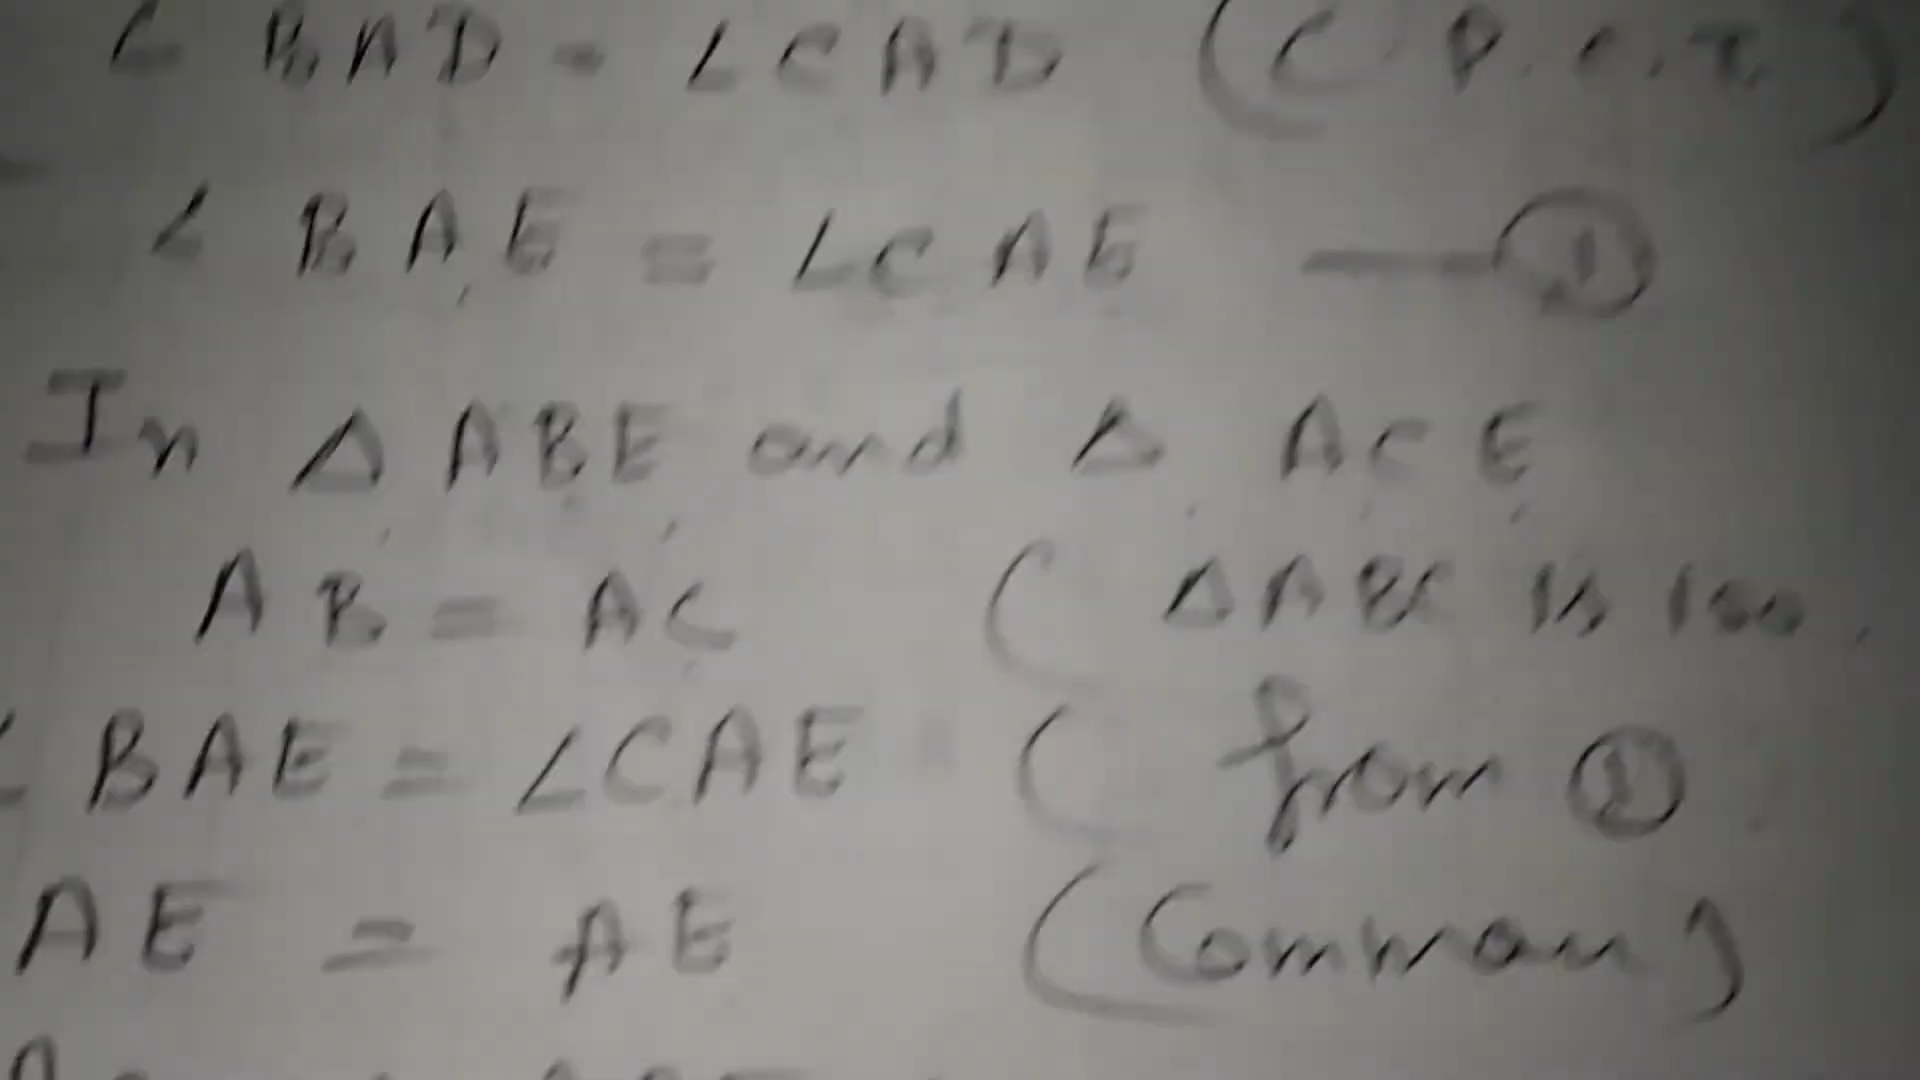 ∠BAD = ∠CAD (C.P.C.T.)
∠BAE = ∠CAE — ①
In △ABE and △ACE
AB = AC (△ABC is iso.
∠BAE = ∠CAE (from ①
AE = AE (Common)